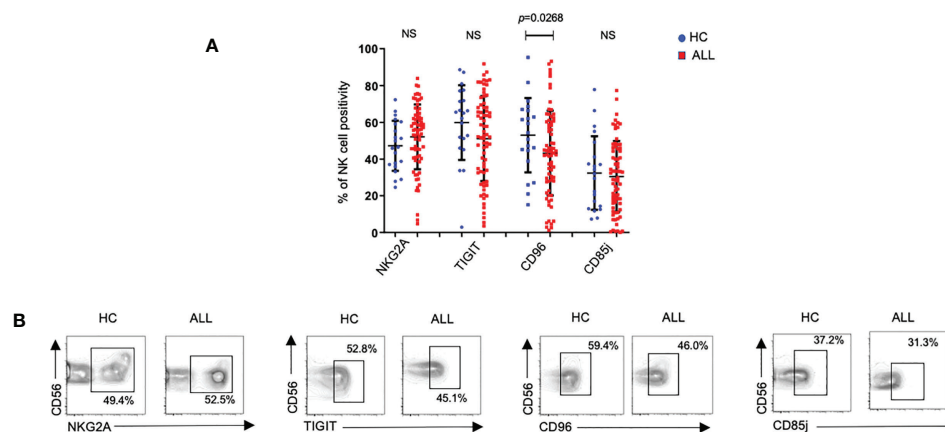 A
NS
NS
p=0.0268
NS
HC
ALL
% of NK cell positivity
100
80
60
40
20
0
NKG2A
TIGIT
CD96
CD85j
B
HC
ALL
CD56
49.4%
52.5%
NKG2A
HC
ALL
CD56
52.8%
45.1%
TIGIT
HC
ALL
CD56
59.4%
46.0%
CD96
HC
ALL
CD56
37.2%
31.3%
CD85j